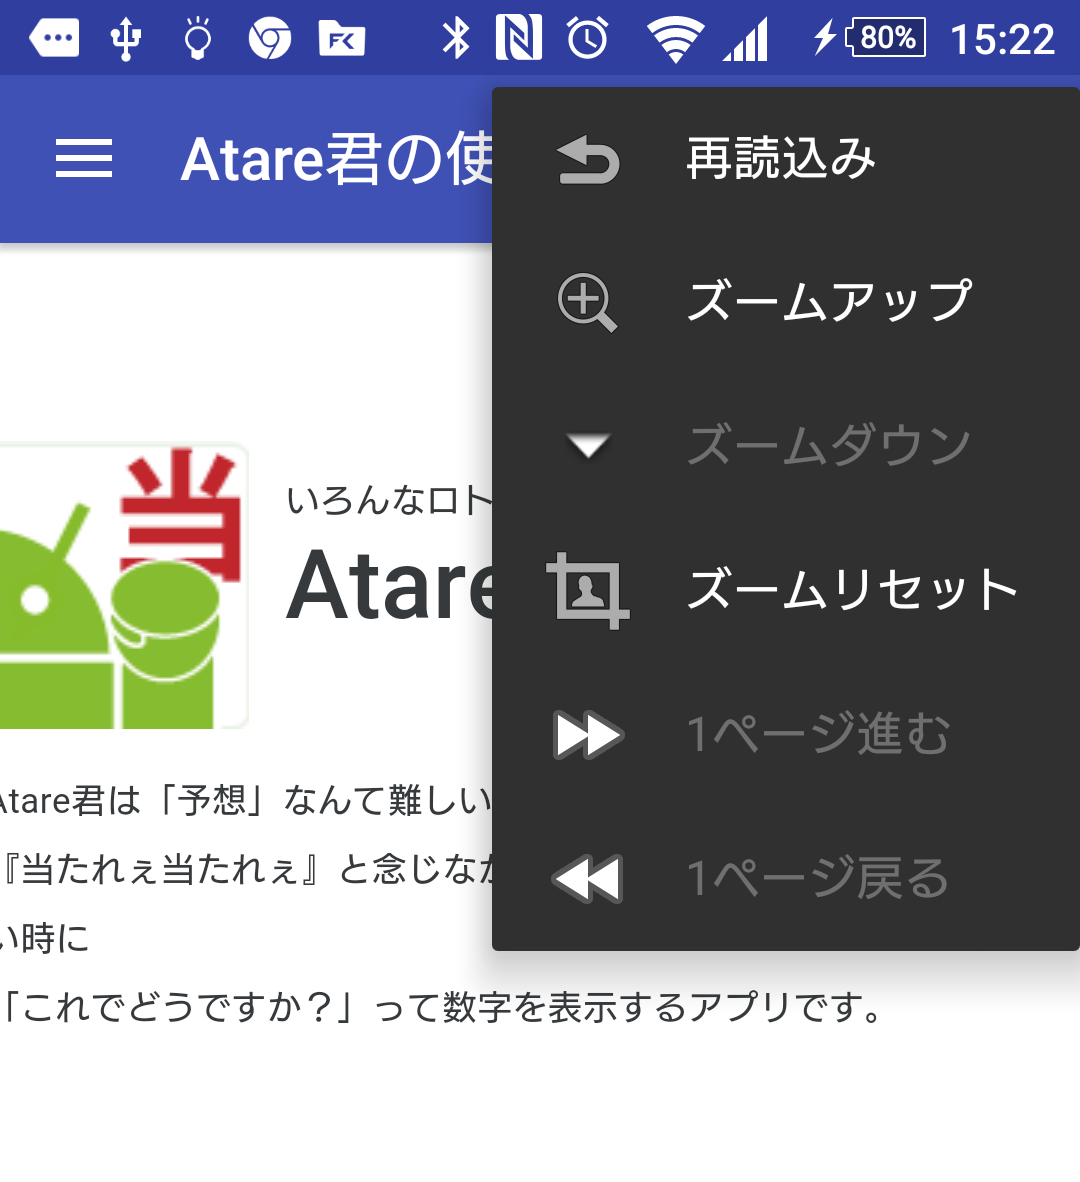 FK
80%
15:22
Atare君の使
再読込み
ズームアップ
ズームダウン
ズームリセット
1ページ進む
1ページ戻る
当
いろんなロト
Atare
Atare君は「予想」なんて難しい
『当たれぇ当たれぇ』と念じなが
い時に
「これでどうですか？」って数字を表示するアプリです。